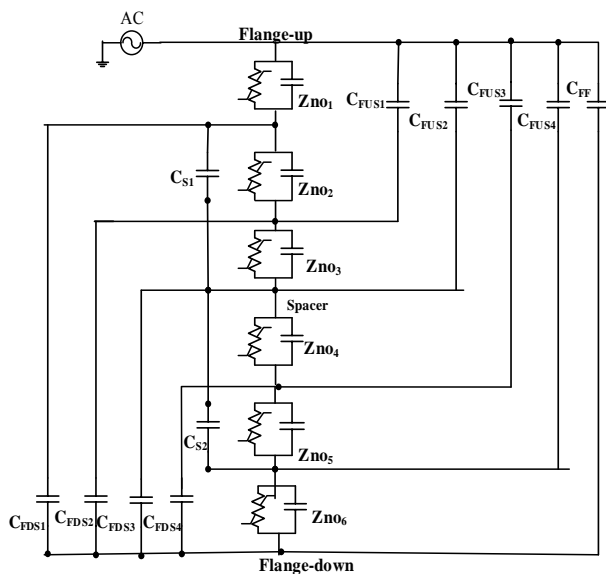 AC
Flange-up
Zno1
CFUS1
CFUS2
CFUS3
CFUS4
CFF
CS1
Zno2
Zno3
Spacer
Zno4
CS2
Zno5
CFDS1
CFDS2
CFDS3
CFDS4
Zno6
Flange-down